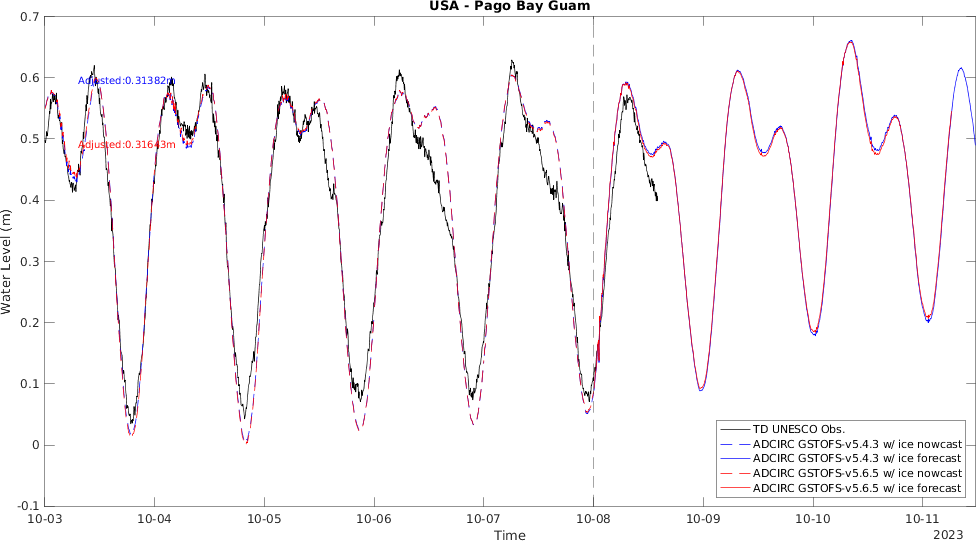 USA - Pago Bay Guam
0.7
0.6
0.5
0.4
0.3
0.2
0.1
0
-0.1
Water Level (m)
Adjusted:0.31382m
Adjusted:0.31643m
TD UNESCO Obs.
ADCIRC GSTOFS-v5.4.3 w/ ice nowcast
ADCIRC GSTOFS-v5.4.3 w/ ice forecast
ADCIRC GSTOFS-v5.6.5 w/ ice nowcast
ADCIRC GSTOFS-v5.6.5 w/ ice forecast
10-03 10-04 10-05 10-06 10-07 10-08 10-09 10-10 10-11
Time
2023